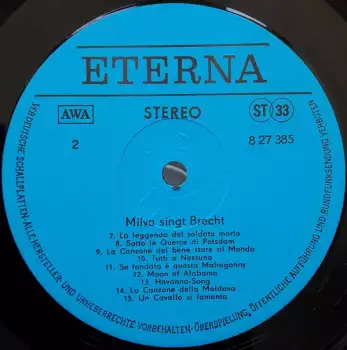 ETERNA
AWA
STEREO
ST 33
2
8 27 385
Milva singt Brecht
7. La leggenda del soldato morto
8. Sotto le Querce di Potsdam
9. La Canzone del bene stare al Mondo
10. Tutti o Nessuno
11. Se fondata è questa Mahagonny
12. Moon of Alabama
13. Havanna-Song
14. La Canzone della Moldava
15. Un Cavallo si lamenta
VEB DEUTSCHE SCHALLPLATTEN · ALLE HERSTELLER- UND URHEBERRECHTE VORBEHALTEN · ÜBERSPIELUNG, ÖFFENTLICHE AUFFÜHRUNG UND RUNDFUNKSENDUNG VERBOTEN